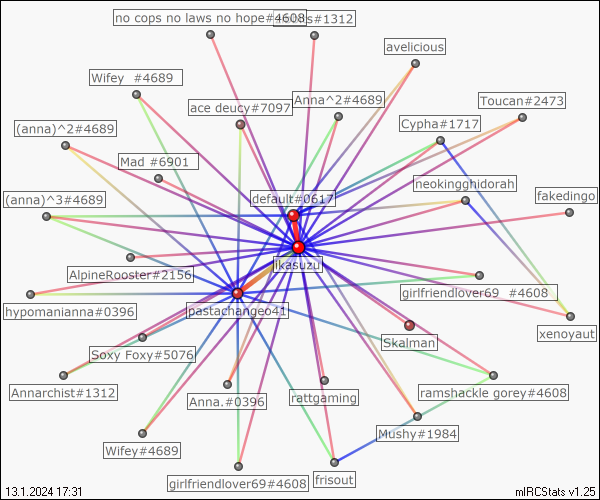 no cops no laws no hope#4608
#1312
avelicious
Wifey  #4689
Anna^2#4689
ace deucy#7097
Toucan#2473
(anna)^2#4689
Cypha#1717
Mad #6901
neokingghidorah
default#0617
fakedingo
(anna)^3#4689
ikasuzu
AlpineRooster#2156
girlfriendlover69  #4608
hypomanianna#0396
pastachange041
xenoyaut
Skalman
Soxy Foxy#5076
Annarchist#1312
Anna.#0396
rattgaming
ramshackle gorey#4608
Mushy#1984
Wifey#4689
girlfriendlover69#4608
frisout
13.1.2024 17:31
mIRCStats v1.25